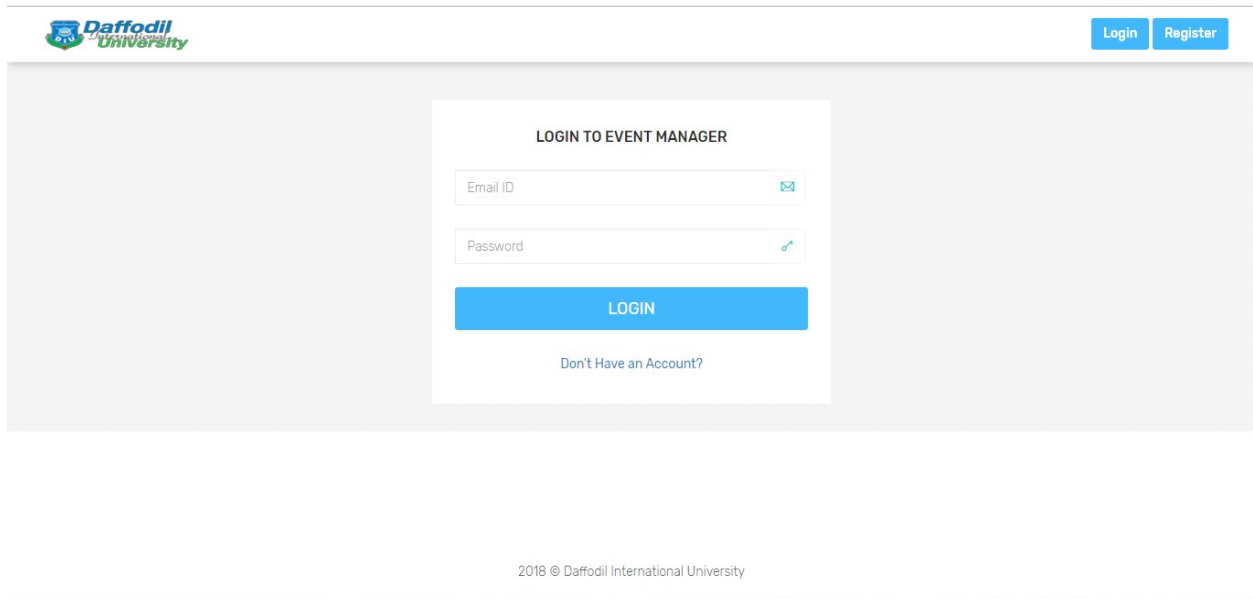 Daffodil
International
University
Login
Register
LOGIN TO EVENT MANAGER
Email ID
Password
LOGIN
Don't Have an Account?
2018 © Daffodil International University